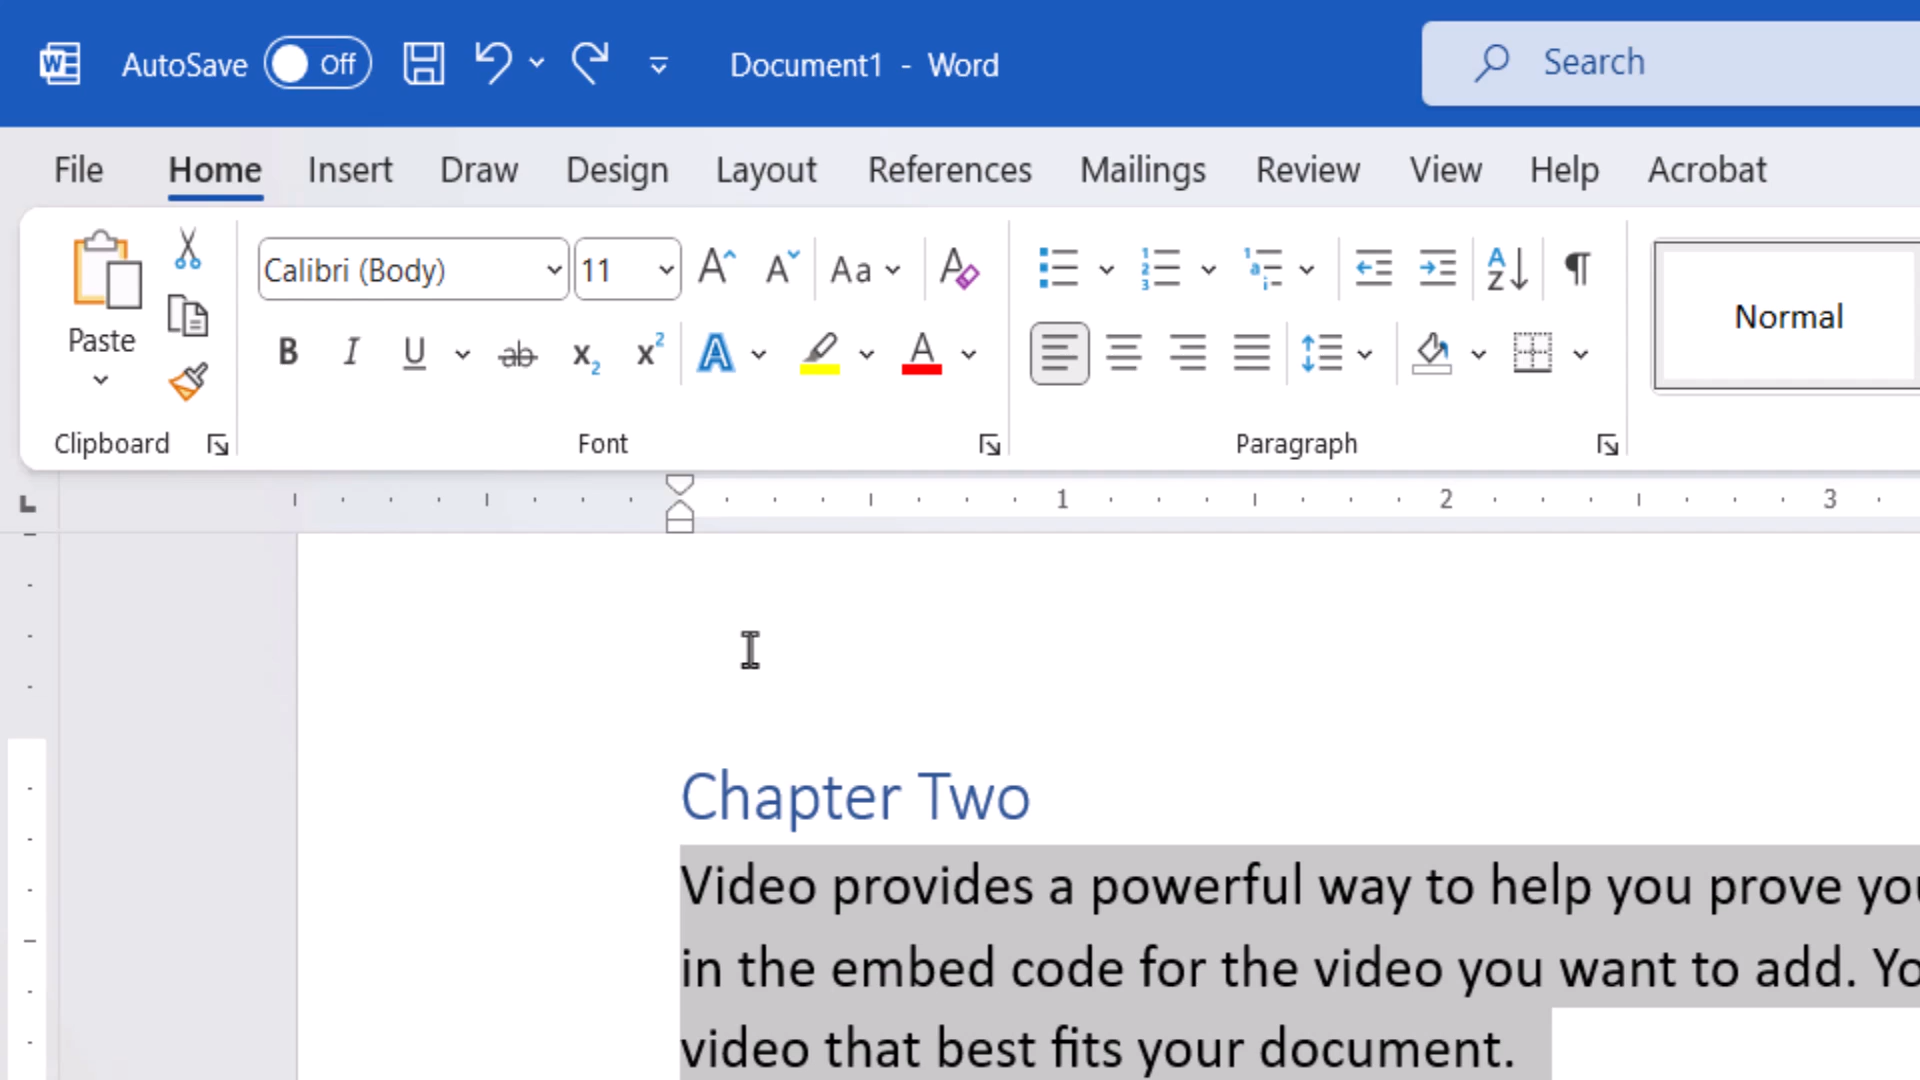 AutoSave Off Document1 - Word Search
File Home Insert Draw Design Layout References Mailings Review View Help Acrobat
Paste
Calibri (Body) 11 Aa
Normal
Clipboard Font Paragraph
1 2 3
Chapter Two
Video provides a powerful way to help you prove you
in the embed code for the video you want to add. Yo
video that best fits your document.